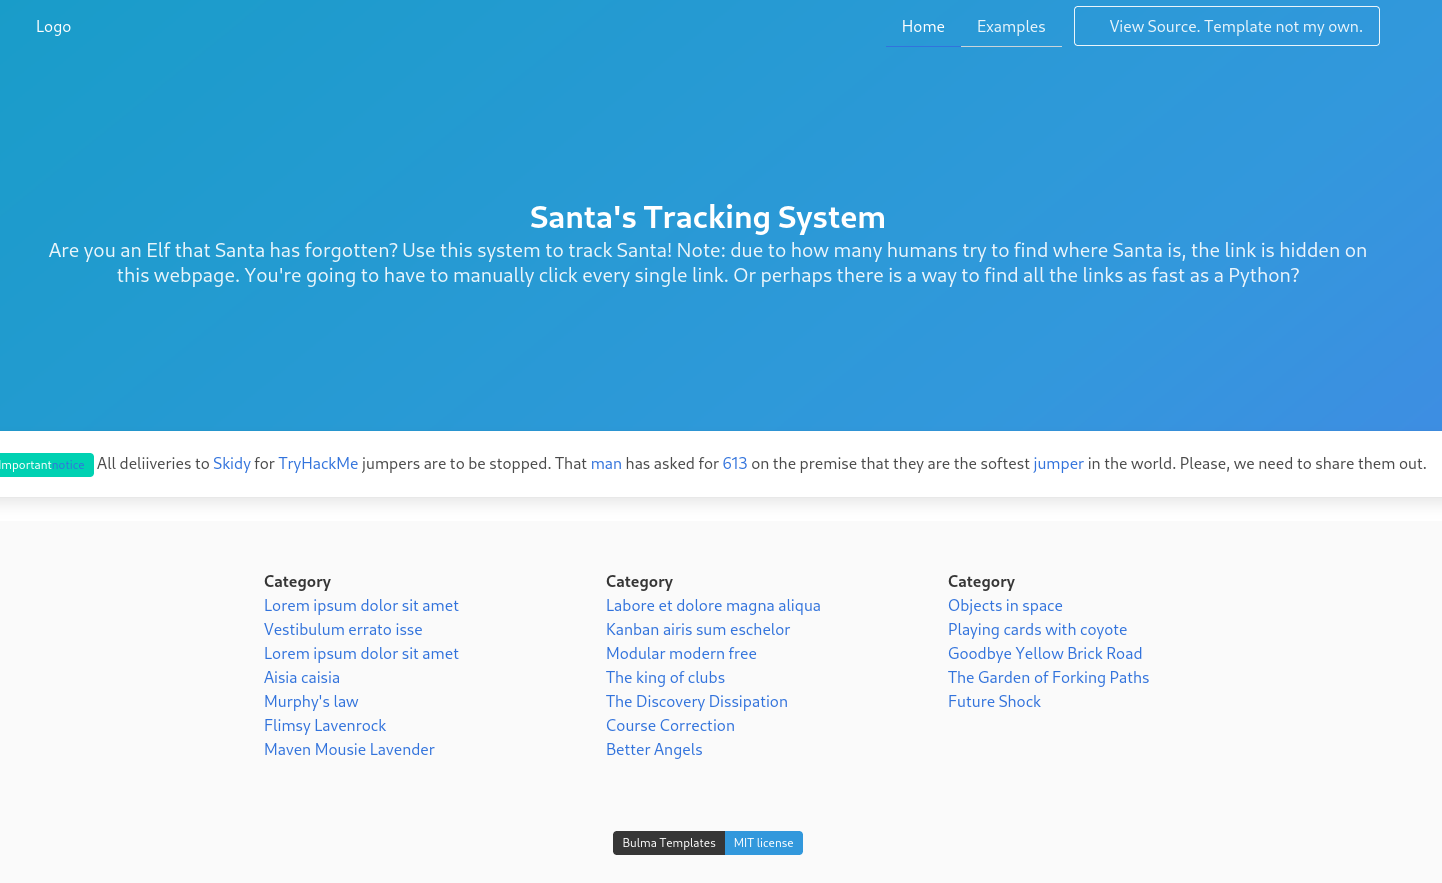 Logo
Home
Examples
View Source. Template not my own.
Santa's Tracking System
Are you an Elf that Santa has forgotten? Use this system to track Santa! Note: due to how many humans try to find where Santa is, the link is hidden on
this webpage. You're going to have to manually click every single link. Or perhaps there is a way to find all the links as fast as a Python?
Important notice All deliiveries to Skidy for TryHackMe jumpers are to be stopped. That man has asked for 613 on the premise that they are the softest jumper in the world. Please, we need to share them out.
Category
Lorem ipsum dolor sit amet
Vestibulum errato isse
Lorem ipsum dolor sit amet
Aisia caisia
Murphy's law
Flimsy Lavenrock
Maven Mousie Lavender
Category
Labore et dolore magna aliqua
Kanban airis sum eschelor
Modular modern free
The king of clubs
The Discovery Dissipation
Course Correction
Better Angels
Category
Objects in space
Playing cards with coyote
Goodbye Yellow Brick Road
The Garden of Forking Paths
Future Shock
Bulma Templates MIT license